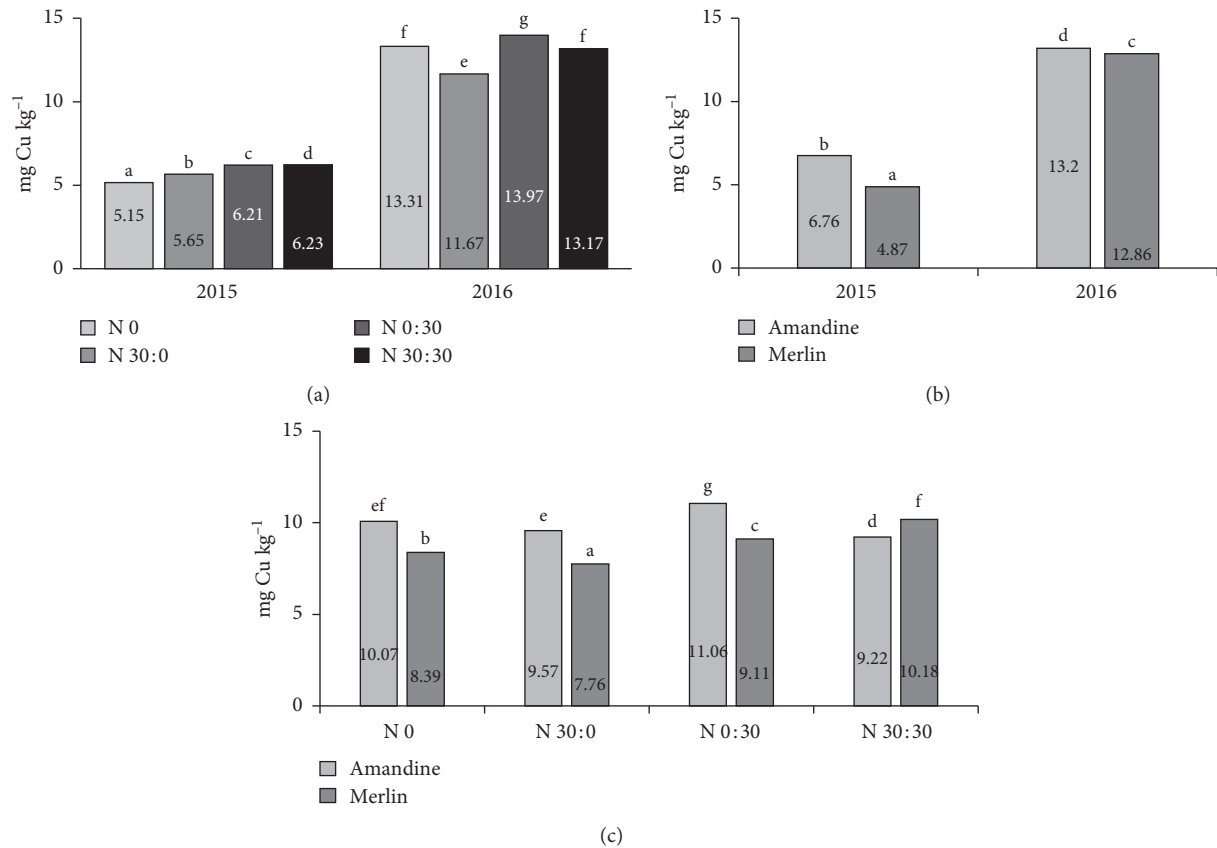 mg Cu kg⁻¹
15
10
5
0
a
b
c
d
f
e
g
f
5.15
5.65
6.21
6.23
13.31
11.67
13.97
13.17
2015
2016
N 0
N 30:0
N 0:30
N 30:30
(a)
mg Cu kg⁻¹
15
10
5
0
b
a
d
c
6.76
4.87
13.2
12.86
2015
2016
Amandine
Merlin
(b)
mg Cu kg⁻¹
15
10
5
0
ef
b
e
a
g
c
d
f
10.07
8.39
9.57
7.76
11.06
9.11
9.22
10.18
N 0
N 30:0
N 0:30
N 30:30
Amandine
Merlin
(c)